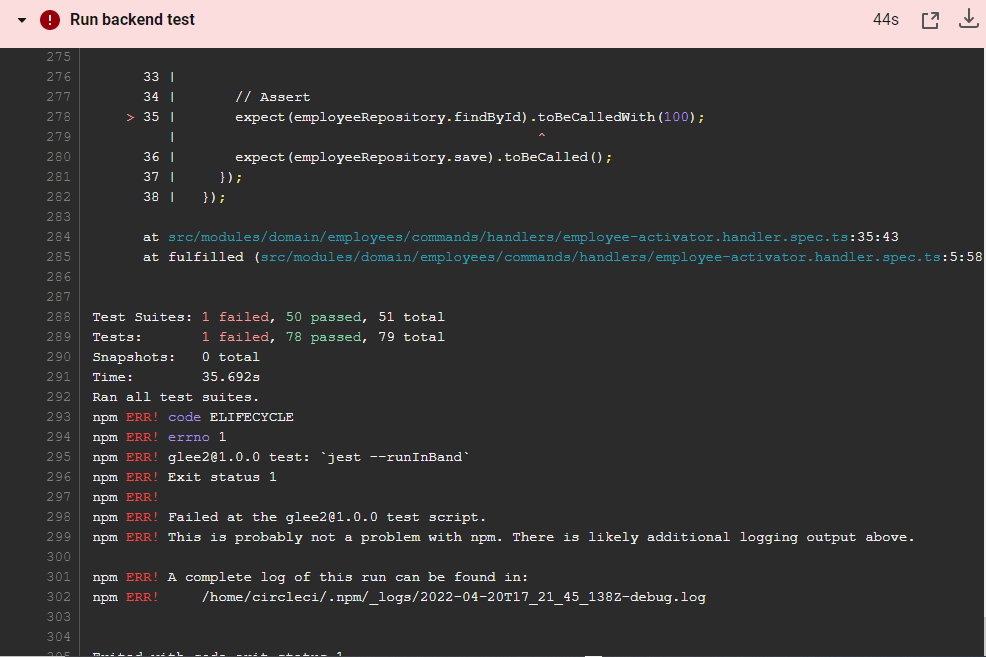 Run backend test 44s
275
276 33 |
277 34 | // Assert
278 > 35 | expect(employeeRepository.findById).toBeCalledWith(100);
279 | ^
280 36 | expect(employeeRepository.save).toBeCalled();
281 37 | });
282 38 | });
283
284 at src/modules/domain/employees/commands/handlers/employee-activator.handler.spec.ts:35:43
285 at fulfilled (src/modules/domain/employees/commands/handlers/employee-activator.handler.spec.ts:5:58
286
287
288 Test Suites: 1 failed, 50 passed, 51 total
289 Tests: 1 failed, 78 passed, 79 total
290 Snapshots: 0 total
291 Time: 35.692s
292 Ran all test suites.
293 npm ERR! code ELIFECYCLE
294 npm ERR! errno 1
295 npm ERR! glee2@1.0.0 test: `jest --runInBand`
296 npm ERR! Exit status 1
297 npm ERR!
298 npm ERR! Failed at the glee2@1.0.0 test script.
299 npm ERR! This is probably not a problem with npm. There is likely additional logging output above.
300
301 npm ERR! A complete log of this run can be found in:
302 npm ERR! /home/circleci/.npm/_logs/2022-04-20T17_21_45_138Z-debug.log
303
304
305 Exited with code exit status 1